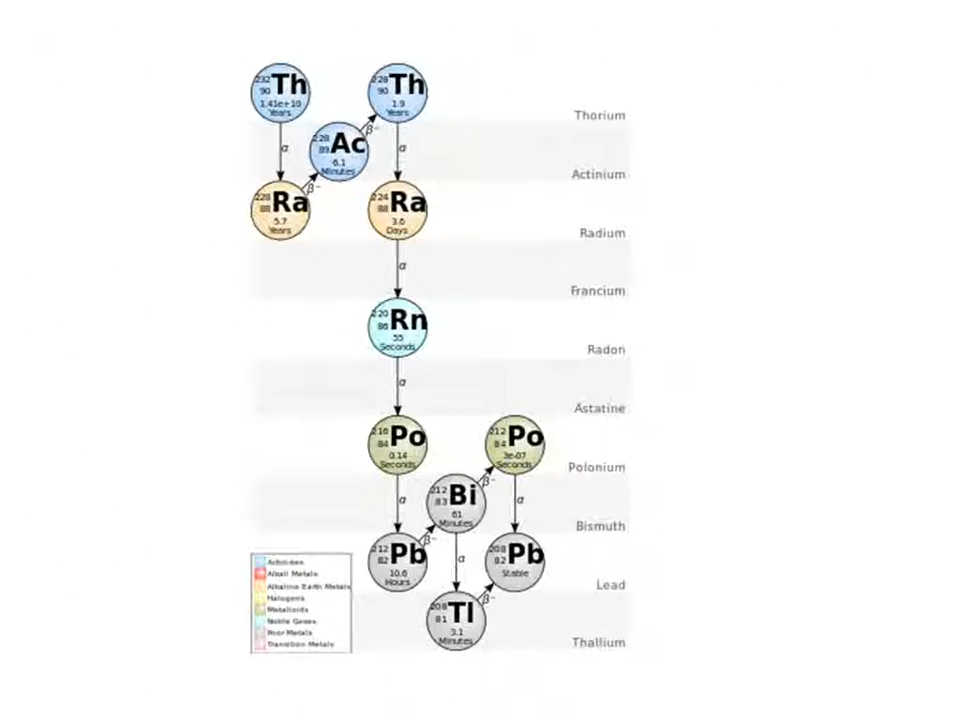 232
90
Th
1.41e+10
Years
228
90
Th
1.9
Years
Thorium
α
β⁻
α
228
89
Ac
6.1
Minutes
Actinium
β⁻
228
88
Ra
5.7
Years
224
88
Ra
3.6
Days
Radium
α
Francium
220
86
Rn
55
Seconds
Radon
α
Astatine
216
84
Po
0.14
Seconds
212
84
Po
3e-07
Seconds
Polonium
β⁻
α
α
212
83
Bi
61
Minutes
Bismuth
β⁻
212
82
Pb
10.6
Hours
α
208
82
Pb
Stable
Lead
β⁻
208
81
Tl
3.1
Minutes
Thallium
Actinides
Alkali Metals
Alkaline Earth Metals
Halogens
Metalloids
Noble Gases
Poor Metals
Transition Metals